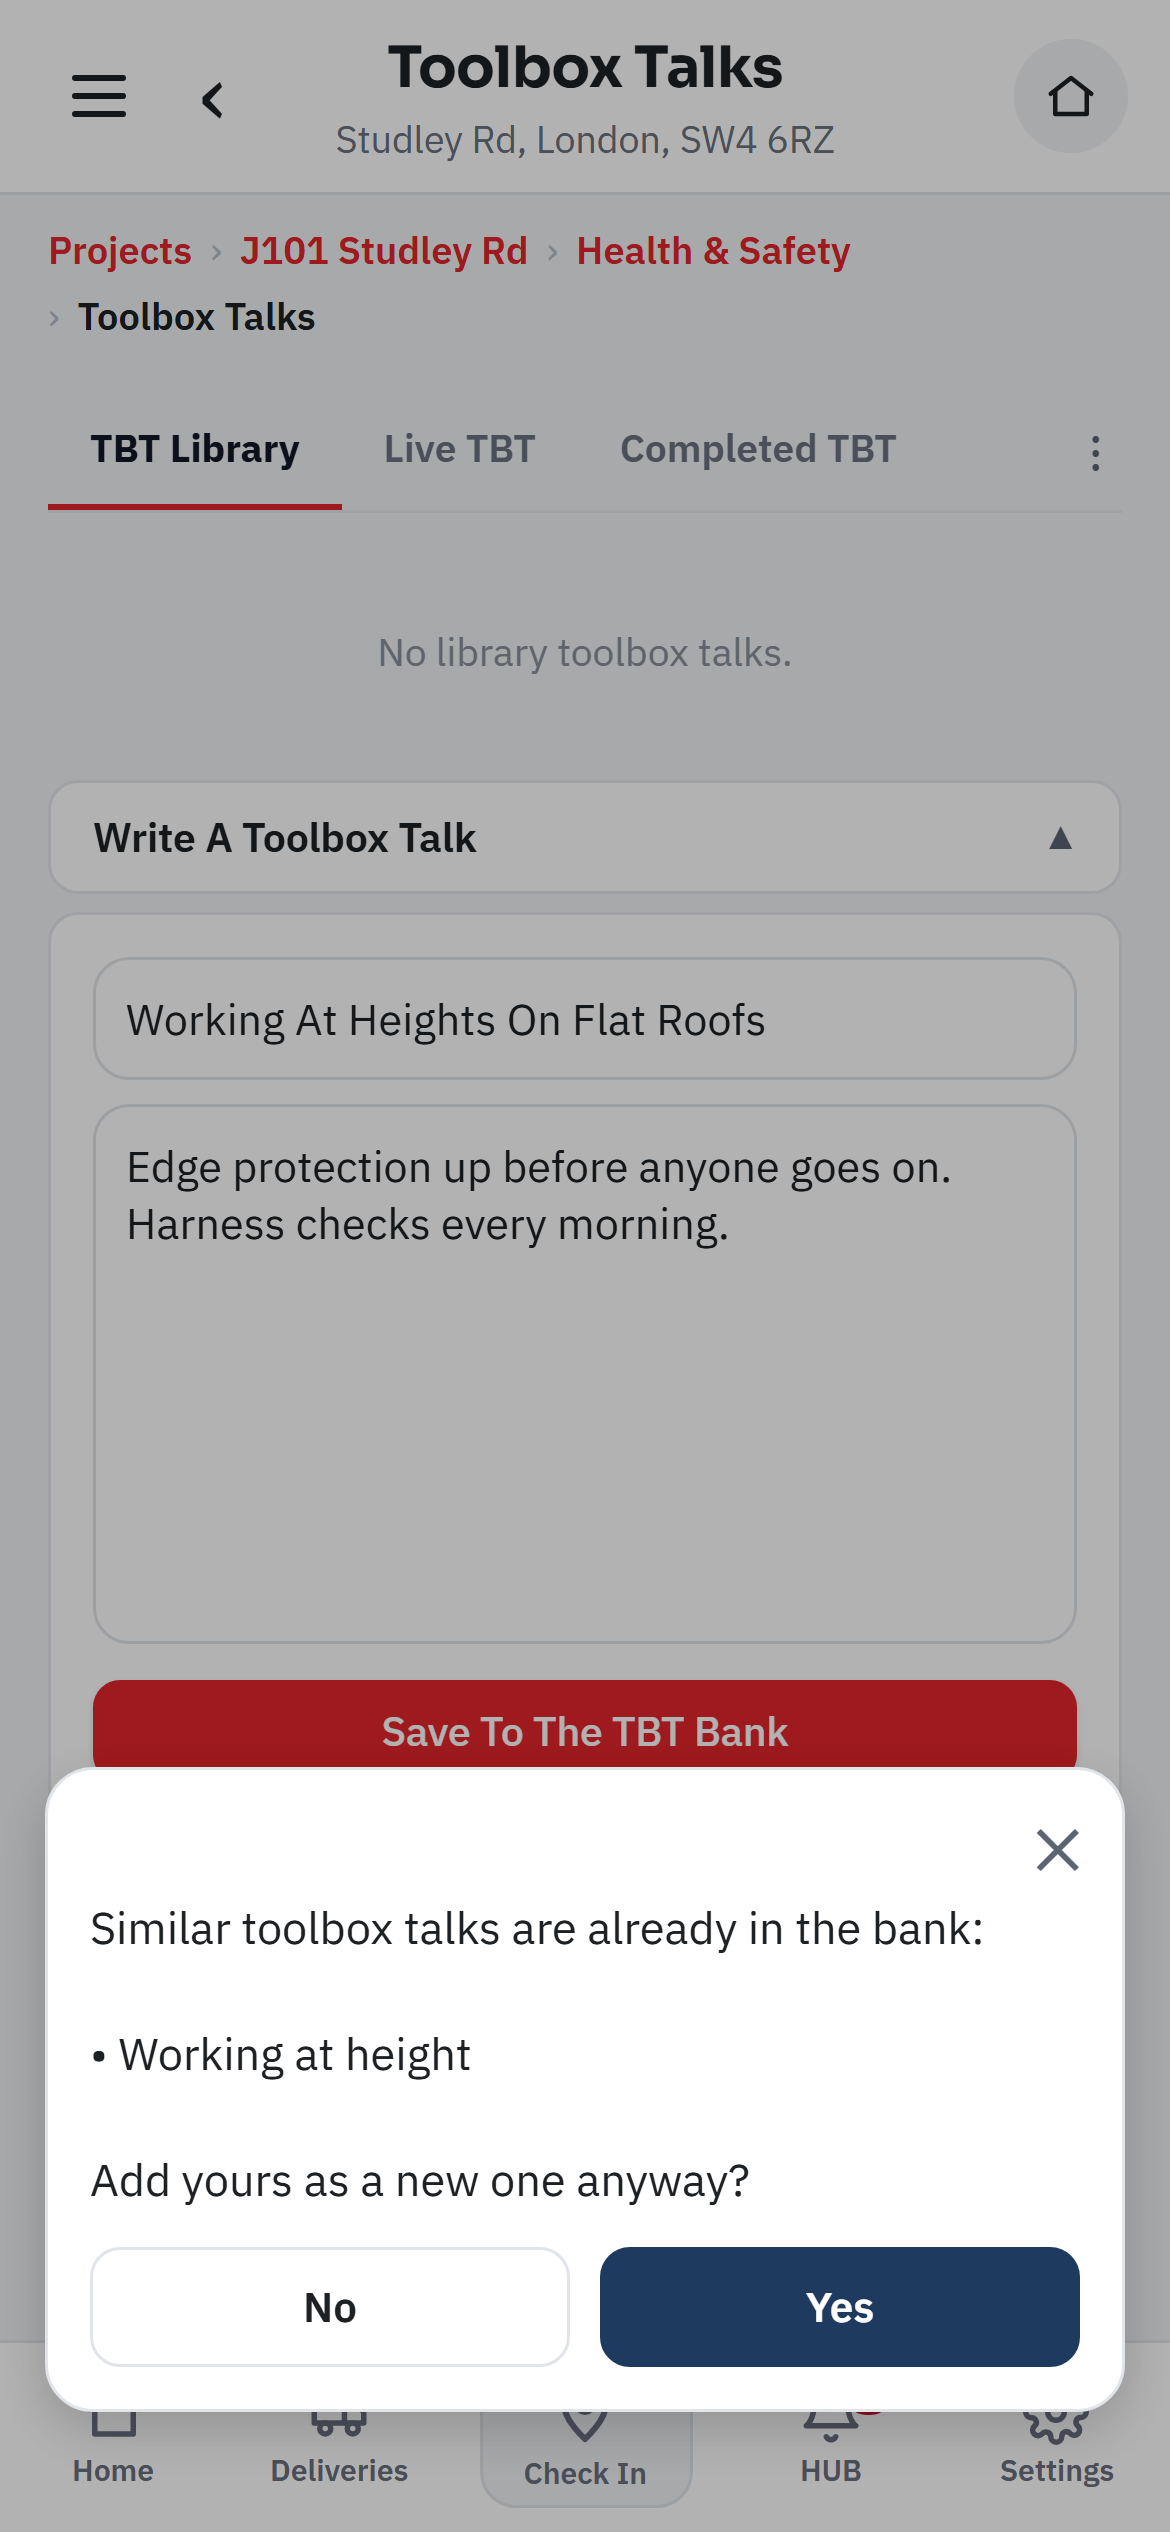 Toolbox Talks
Studley Rd, London, SW4 6RZ
Projects › J101 Studley Rd › Health & Safety
› Toolbox Talks
TBT Library Live TBT Completed TBT
No library toolbox talks.
Write A Toolbox Talk ▲
Working At Heights On Flat Roofs
Edge protection up before anyone goes on.
Harness checks every morning.
Save To The TBT Bank
Similar toolbox talks are already in the bank:
• Working at height
Add yours as a new one anyway?
No Yes
Home Deliveries Check In HUB Settings